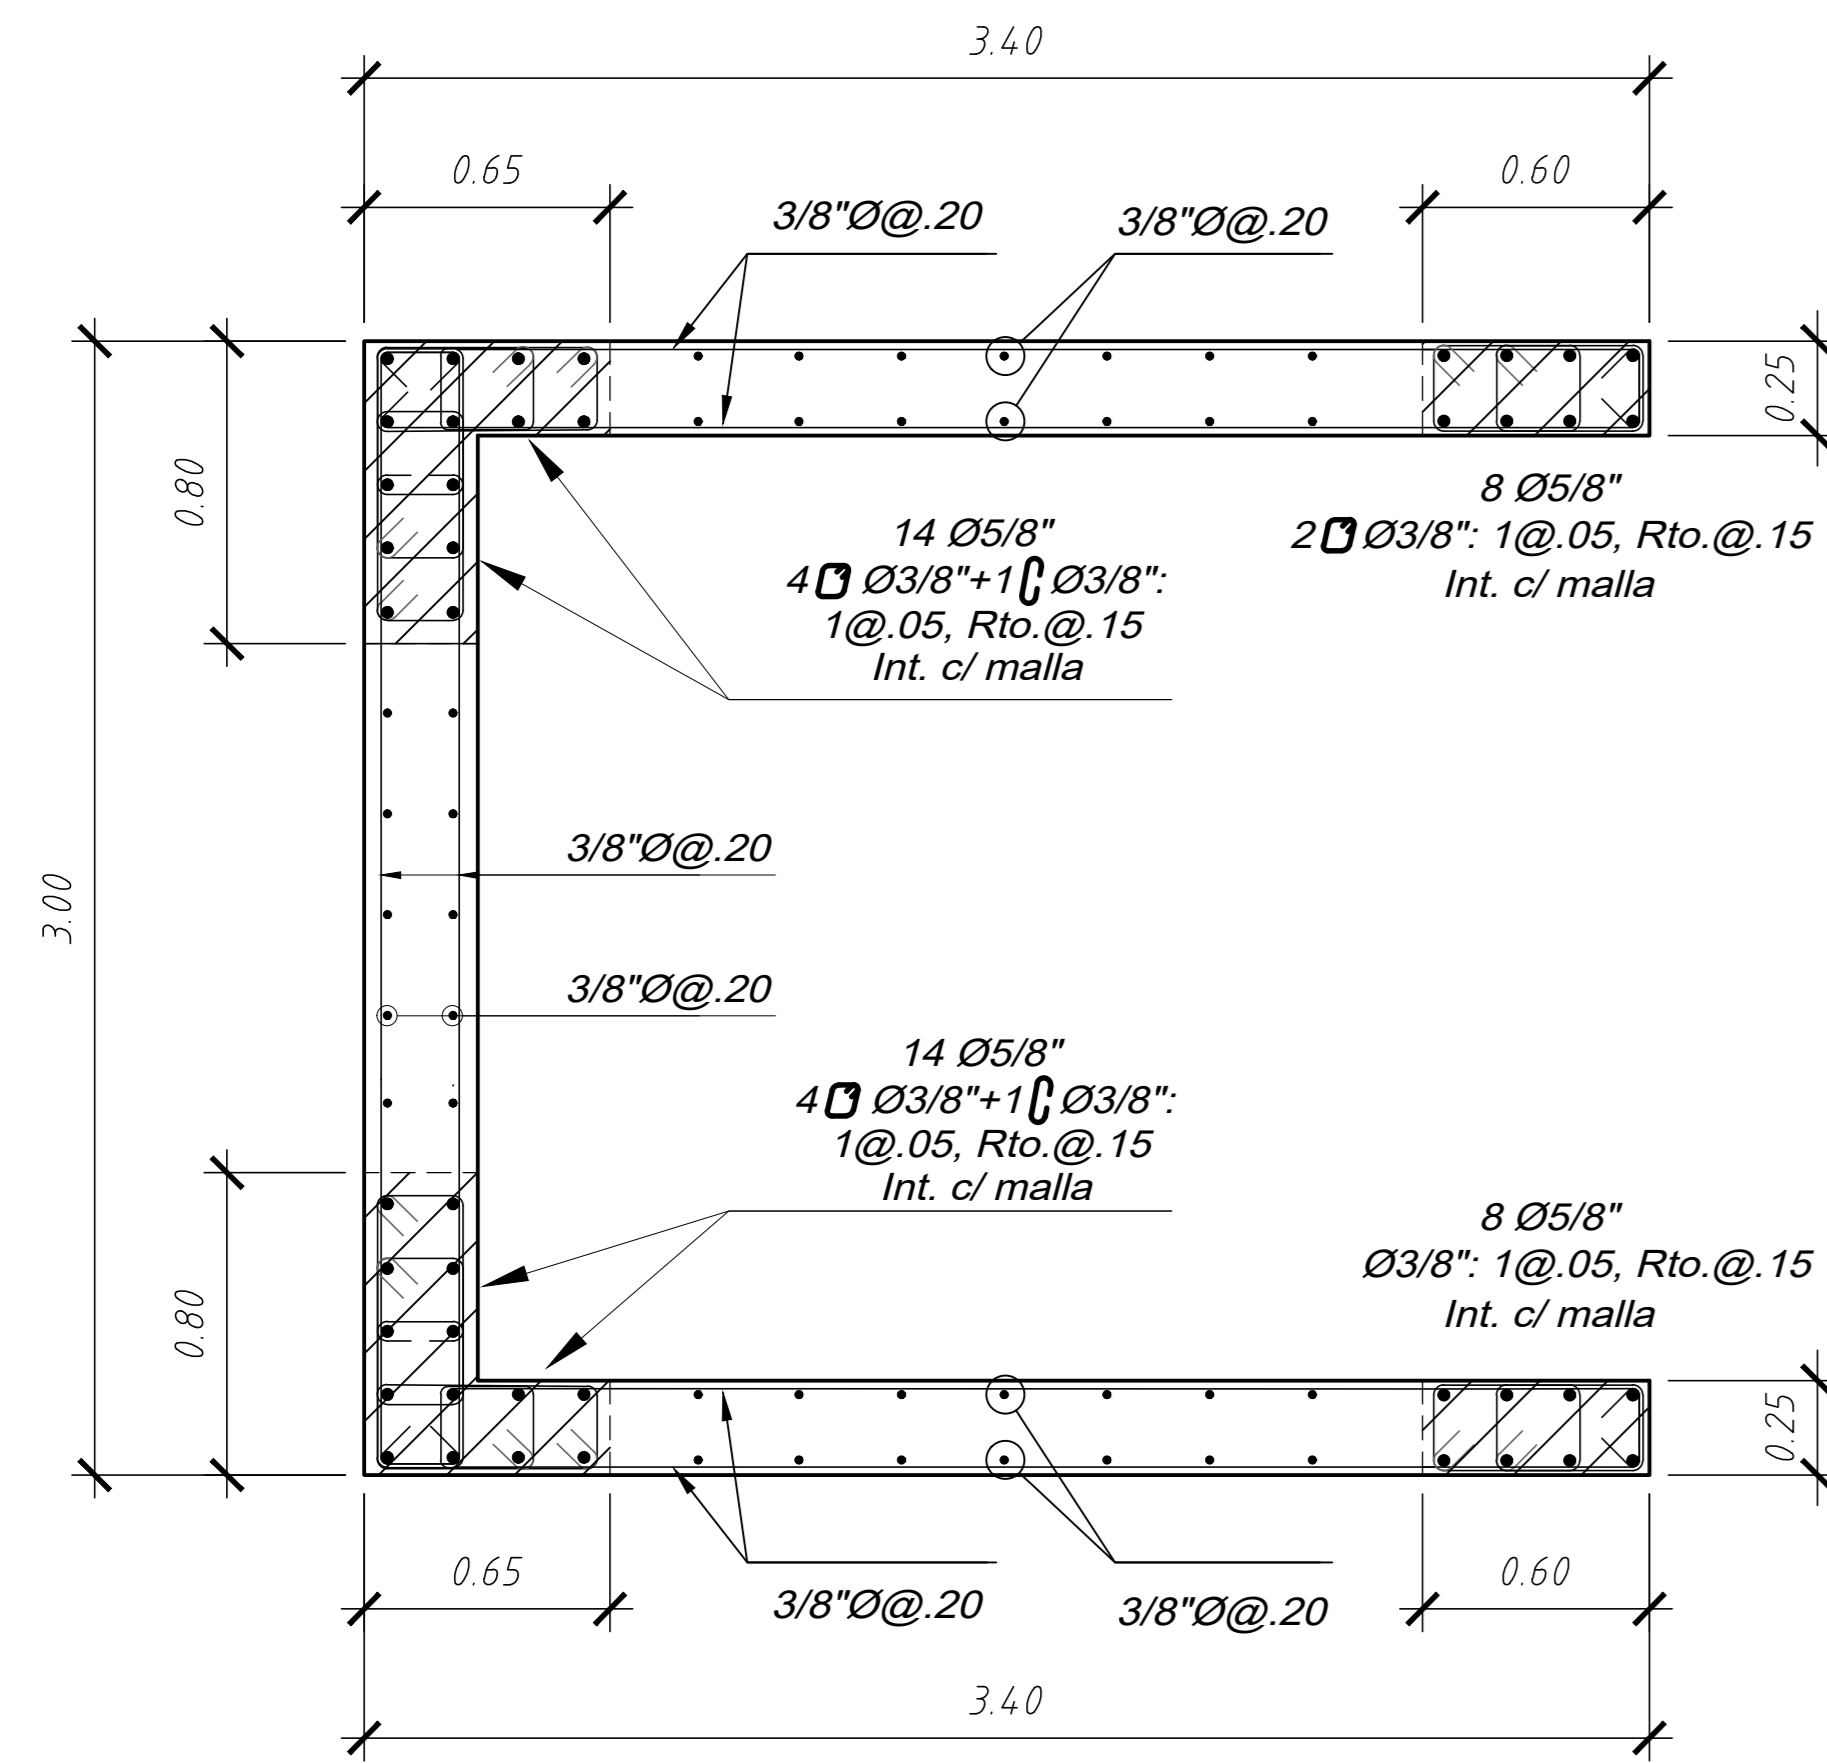 3.40
0.65
0.60
3/8"Ø@.20
3/8"Ø@.20
0.25
0.80
8 Ø5/8"
2 Ø3/8": 1@.05, Rto.@.15
Int. c/ malla
14 Ø5/8"
4 Ø3/8"+1 Ø3/8":
1@.05, Rto.@.15
Int. c/ malla
3.00
3/8"Ø@.20
3/8"Ø@.20
14 Ø5/8"
4 Ø3/8"+1 Ø3/8":
1@.05, Rto.@.15
Int. c/ malla
0.80
8 Ø5/8"
Ø3/8": 1@.05, Rto.@.15
Int. c/ malla
0.25
0.65
3/8"Ø@.20
3/8"Ø@.20
0.60
3.40